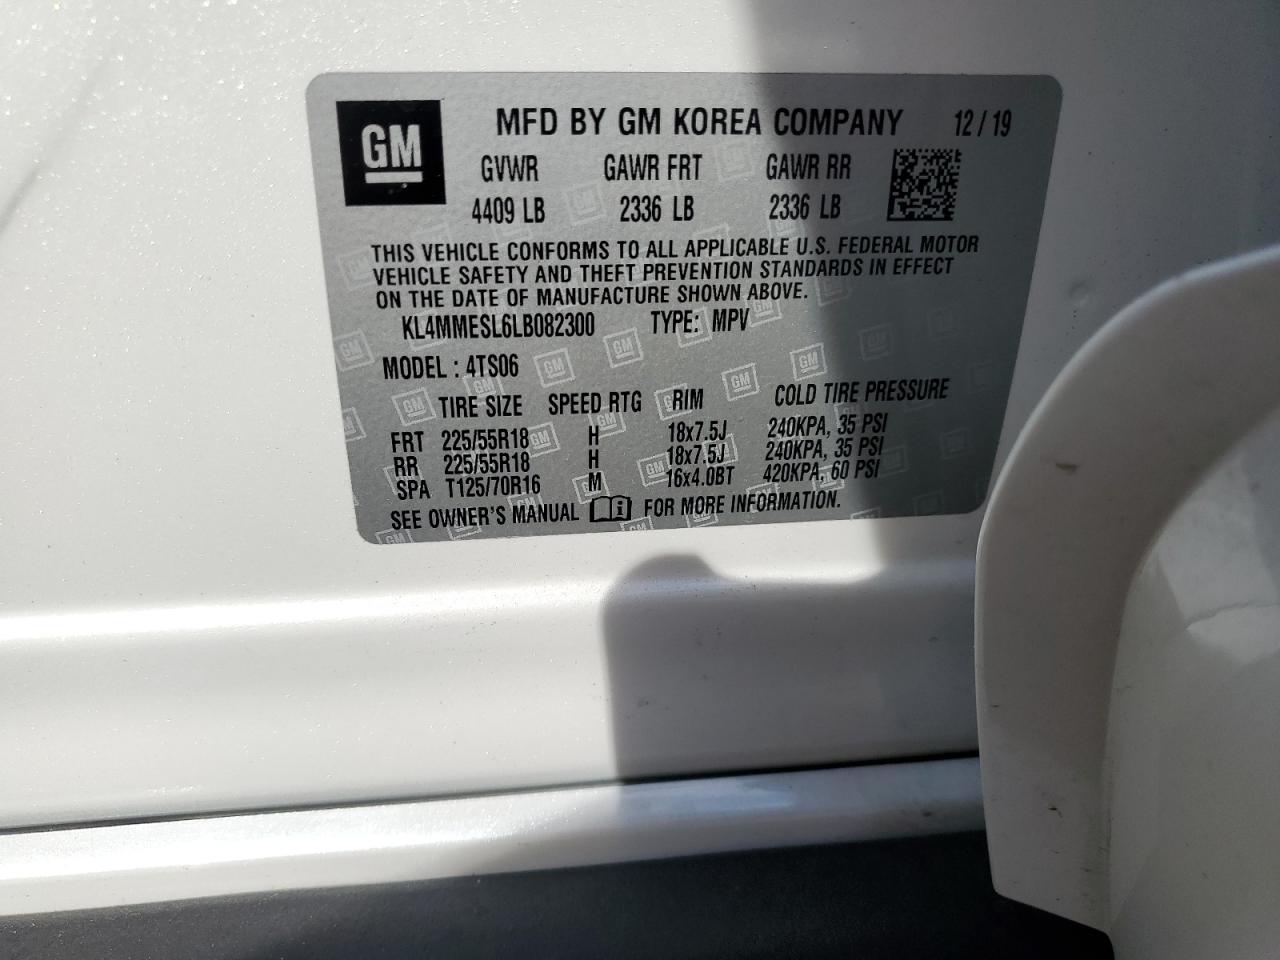 GM MFD BY GM KOREA COMPANY 12 / 19
GVWR GAWR FRT GAWR RR
4409 LB 2336 LB 2336 LB
THIS VEHICLE CONFORMS TO ALL APPLICABLE U.S. FEDERAL MOTOR
VEHICLE SAFETY AND THEFT PREVENTION STANDARDS IN EFFECT
ON THE DATE OF MANUFACTURE SHOWN ABOVE.
KL4MMESL6LB082300 TYPE: MPV
MODEL : 4TS06
TIRE SIZE SPEED RTG RIM COLD TIRE PRESSURE
FRT 225/55R18 H 18x7.5J 240KPA, 35 PSI
RR 225/55R18 H 18x7.5J 240KPA, 35 PSI
SPA T125/70R16 M 16x4.0BT 420KPA, 60 PSI
SEE OWNER'S MANUAL FOR MORE INFORMATION.